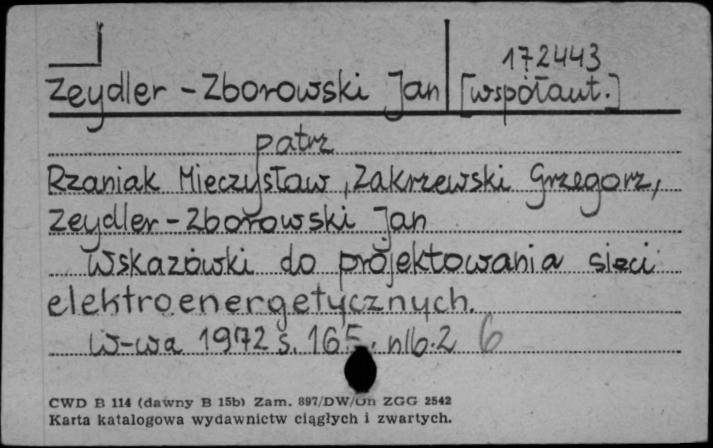 172443
Zeydler-Zborowski Jan [współaut.]
patrz
Rzaniak Mieczysław, Zakrzewski Grzegorz,
Zeydler-Zborowski Jan
Wskazówki do projektowania sieci
elektroenergetycznych.
W-wa 1972 s. 165. nlb. 2 6
CWD B 114 (dawny B 15b) Zam. 897/DW/Un ZGG 2542
Karta katalogowa wydawnictw ciągłych i zwartych.